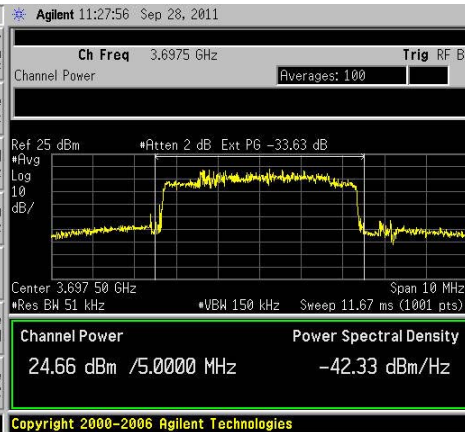 Agilent 11:27:56 Sep 28, 2011
Ch Freq 3.6975 GHz Trig RF B
Channel Power Averages: 100
Ref 25 dBm #Atten 2 dB Ext PG -33.63 dB
#Avg
Log
10
dB/
Center 3.697 50 GHz Span 10 MHz
#Res BW 51 kHz #VBW 150 kHz Sweep 11.67 ms (1001 pts)
Channel Power Power Spectral Density
24.66 dBm /5.0000 MHz -42.33 dBm/Hz
Copyright 2000-2006 Agilent Technologies